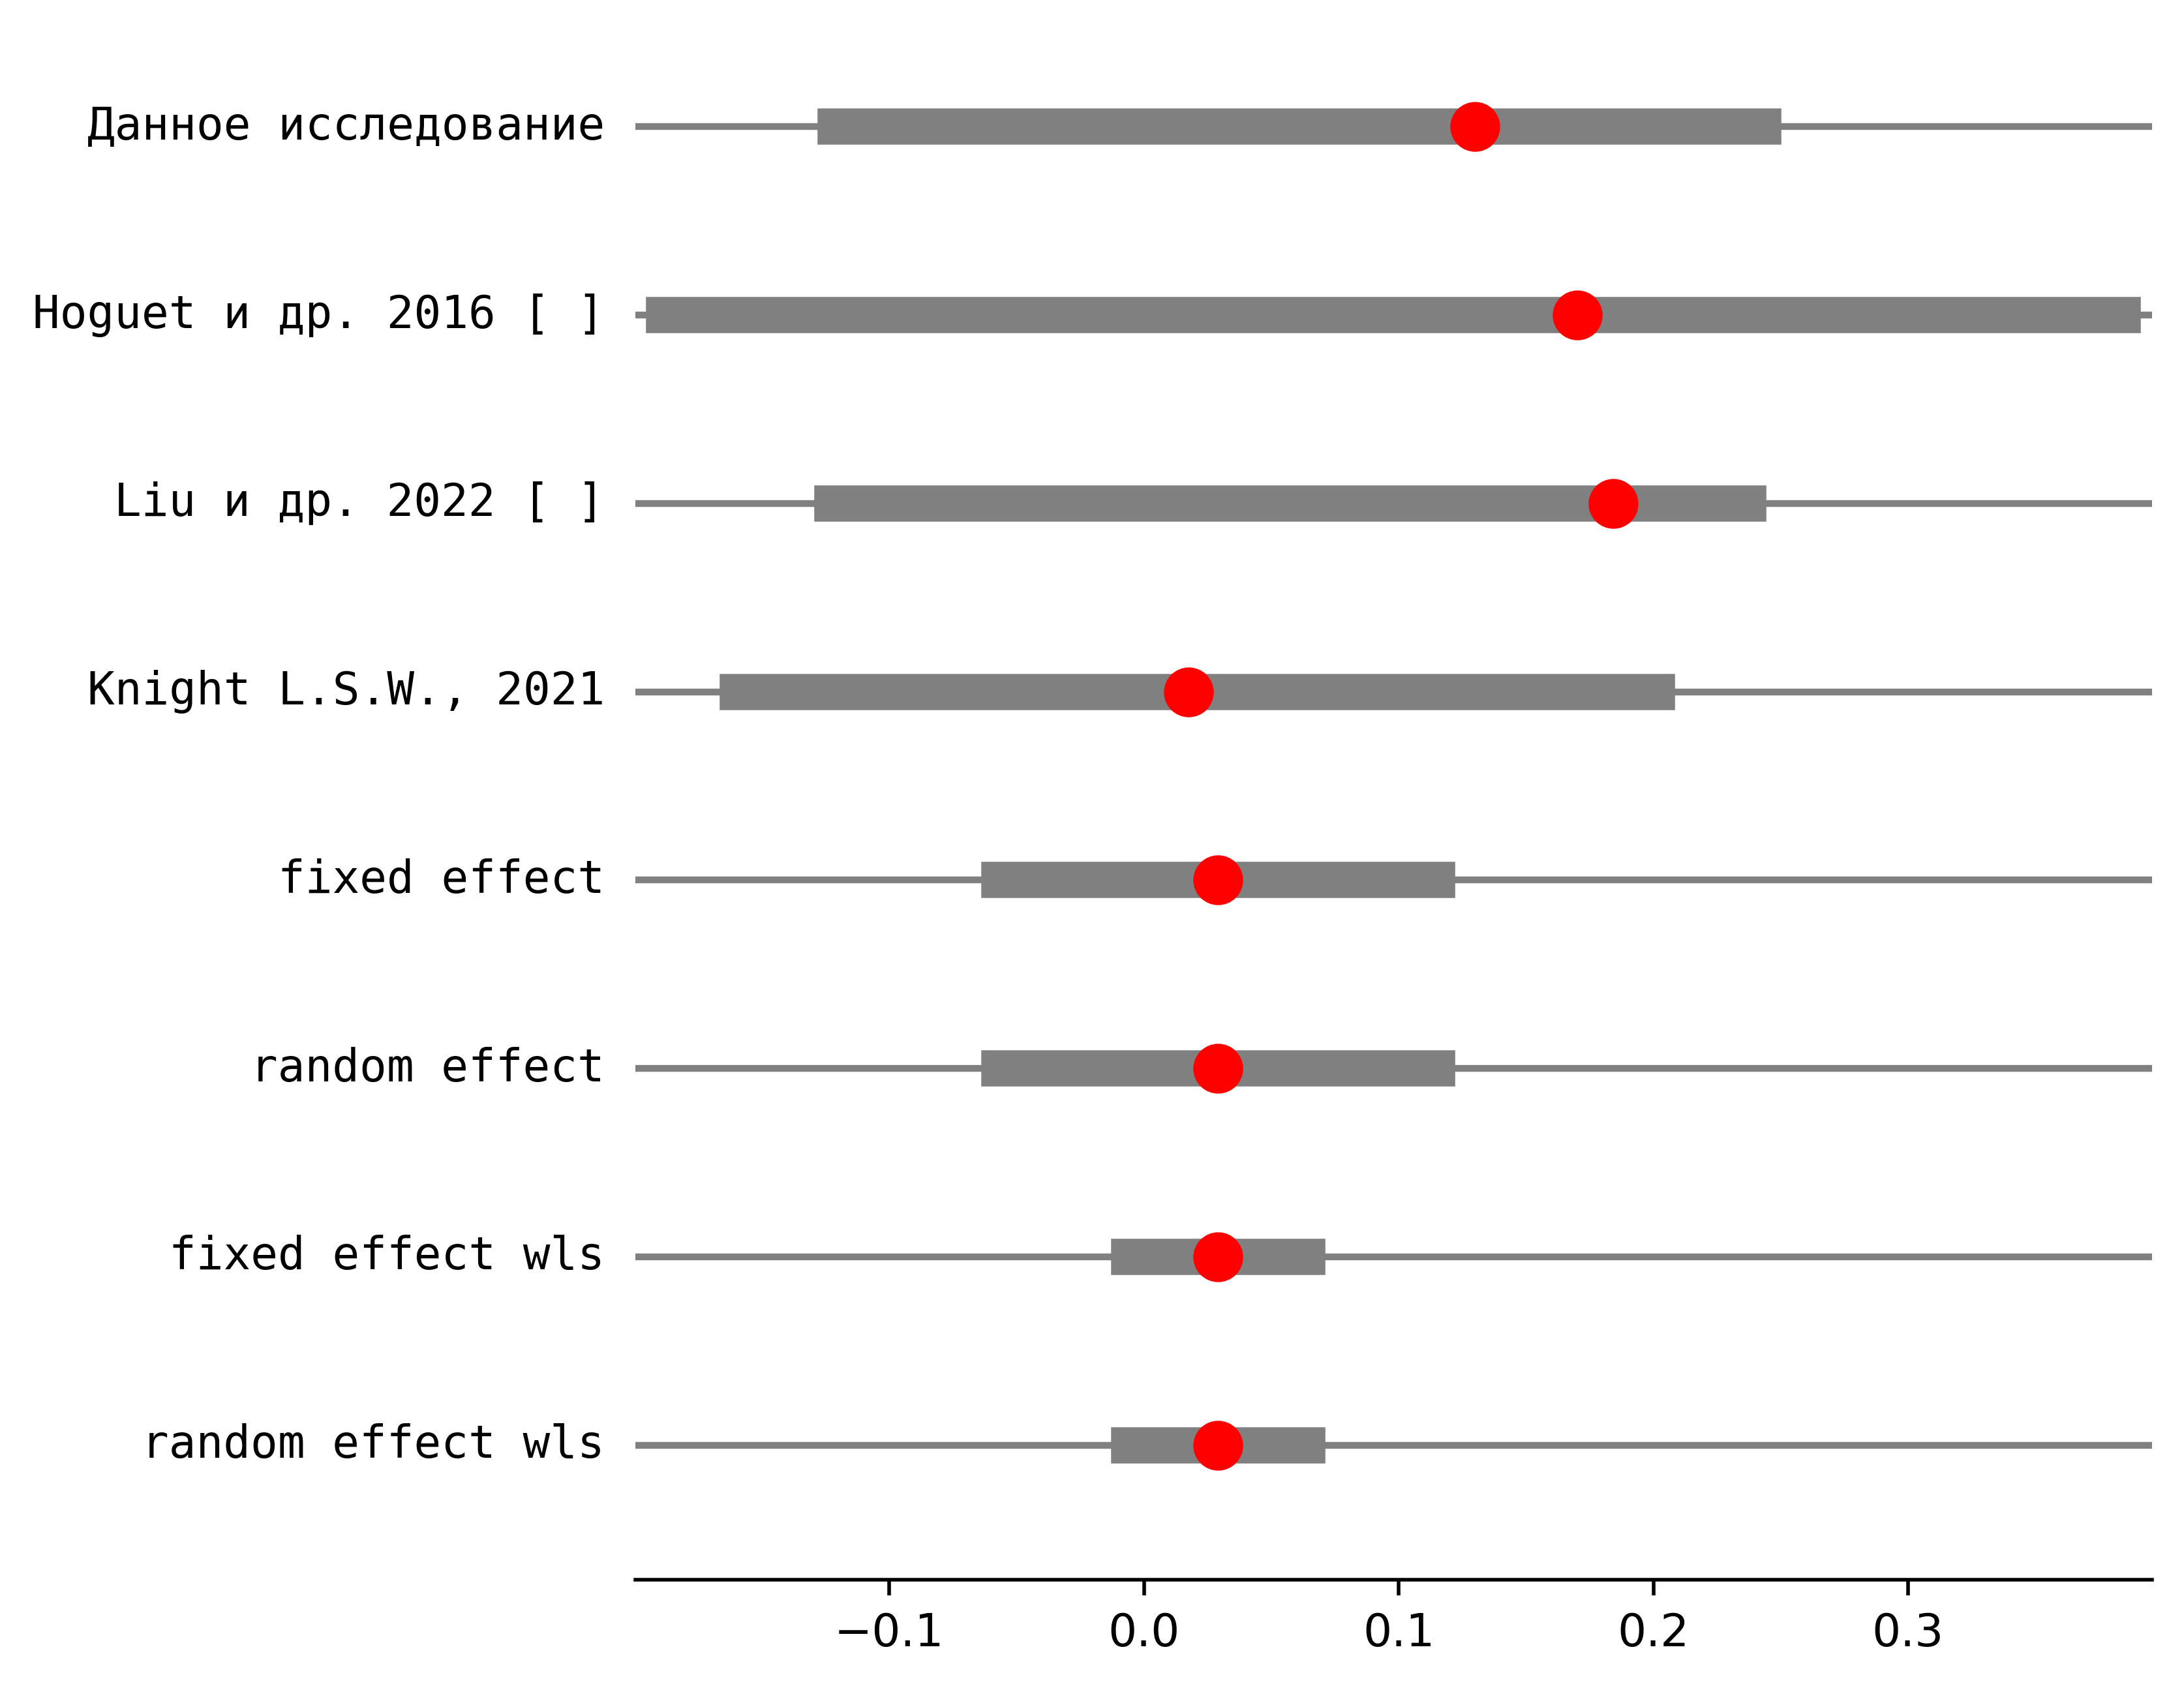 Данное исследование
Hoguet и др. 2016 [ ]
Liu и др. 2022 [ ]
Knight L.S.W., 2021
fixed effect
random effect
fixed effect wls
random effect wls
−0.1 0.0 0.1 0.2 0.3